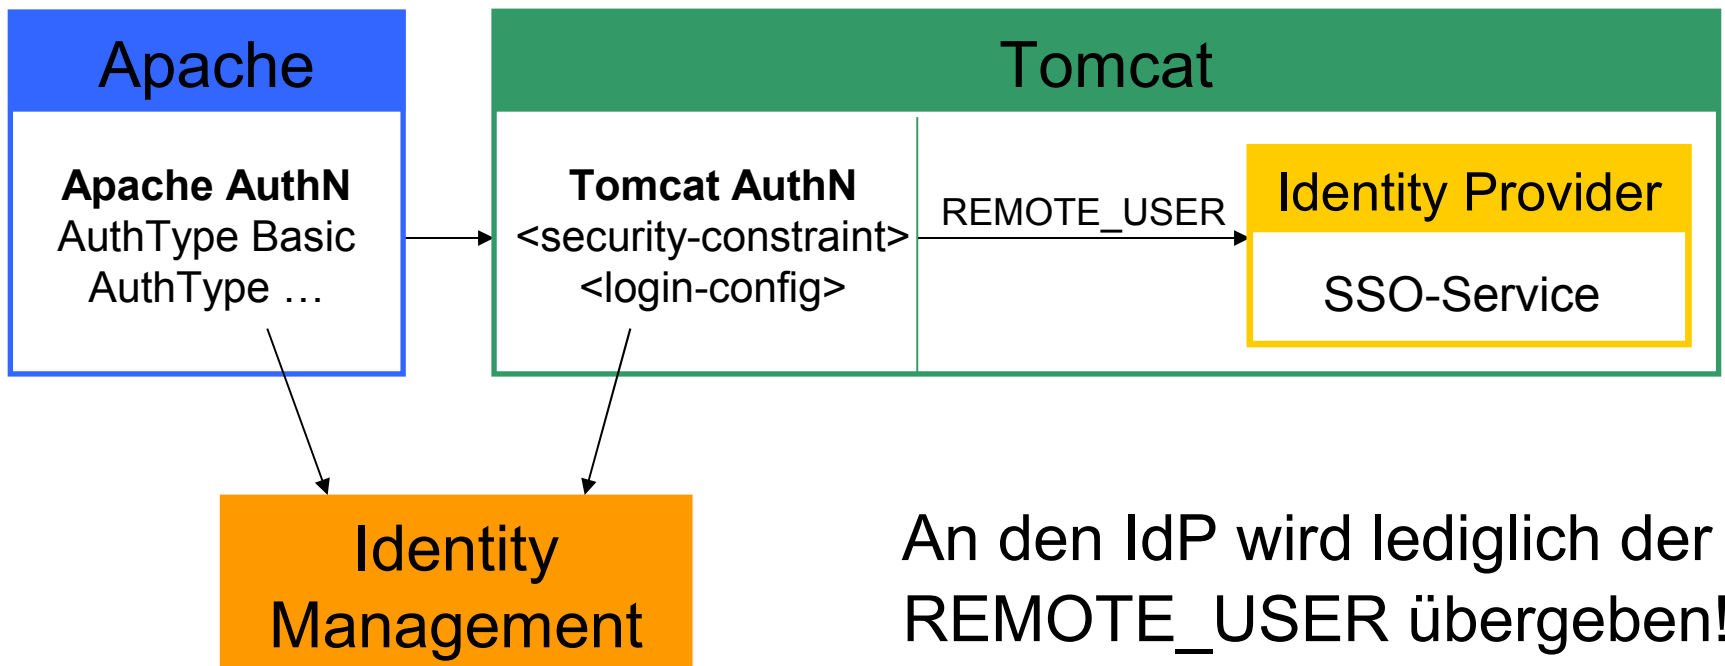 Apache
Tomcat
Apache AuthN
AuthType Basic
AuthType …
Tomcat AuthN
<security-constraint>
<login-config>
REMOTE_USER
Identity Provider
SSO-Service
Identity
Management
An den IdP wird lediglich der
REMOTE_USER übergeben!